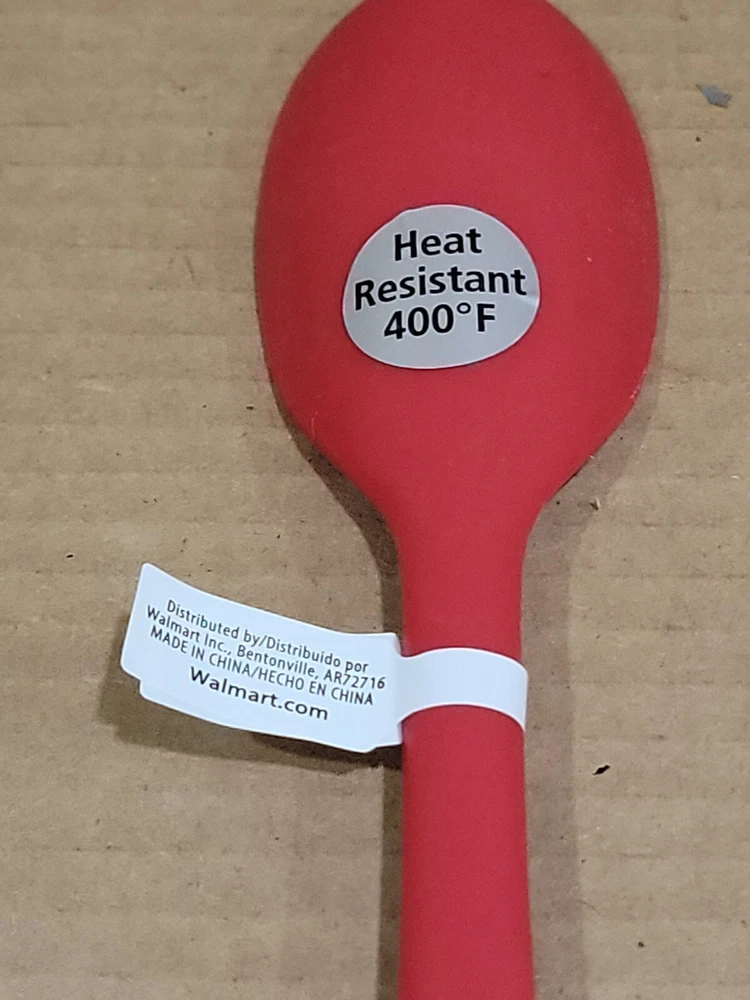 Heat
Resistant
400°F
Distributed by/Distribuido por
Walmart Inc., Bentonville, AR72716
MADE IN CHINA/HECHO EN CHINA
Walmart.com